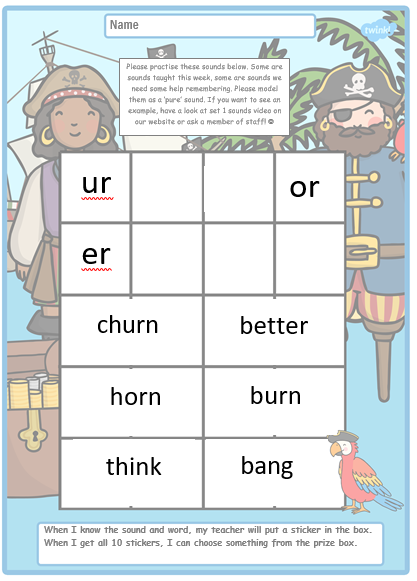 Name
twinkl
Please practise these sounds below. Some are
sounds taught this week, some are sounds we
need some help remembering. Please model
them as a 'pure' sound. If you want to see an
example, have a look at set 1 sounds video on
our website or ask a member of staff! ☺
ur or
er
churn better
horn burn
think bang
When I know the sound and word, my teacher will put a sticker in the box.
When I get all 10 stickers, I can choose something from the prize box.